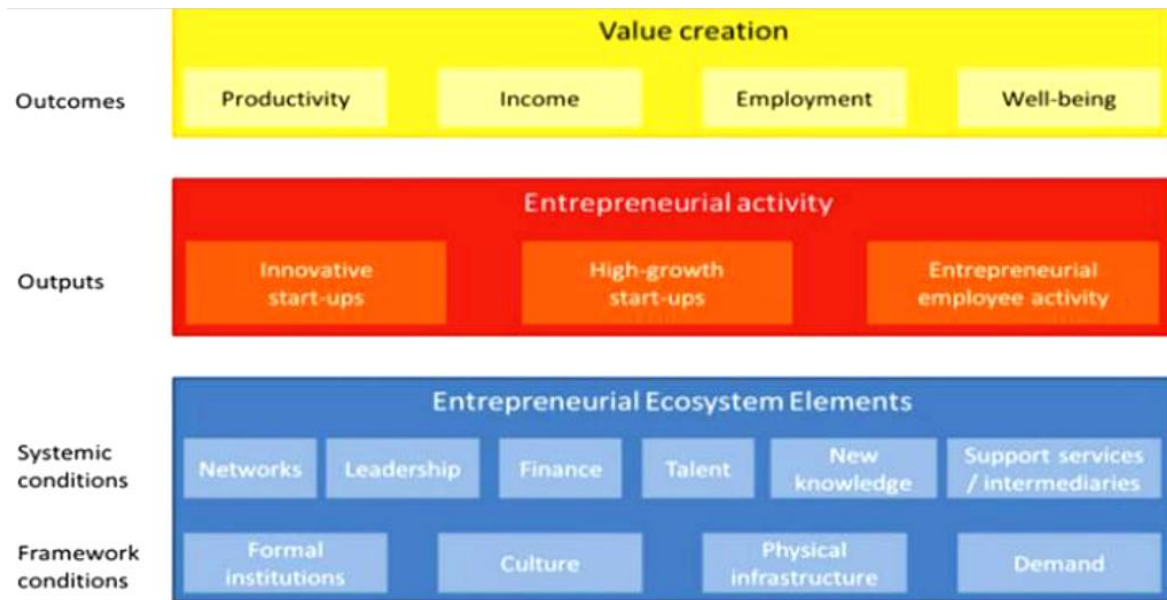 Value creation
Outcomes
Productivity
Income
Employment
Well-being
Entrepreneurial activity
Outputs
Innovative
start-ups
High-growth
start-ups
Entrepreneurial
employee activity
Entrepreneurial Ecosystem Elements
Systemic
conditions
Networks
Leadership
Finance
Talent
New
knowledge
Support services
/ intermediaries
Framework
conditions
Formal
institutions
Culture
Physical
infrastructure
Demand